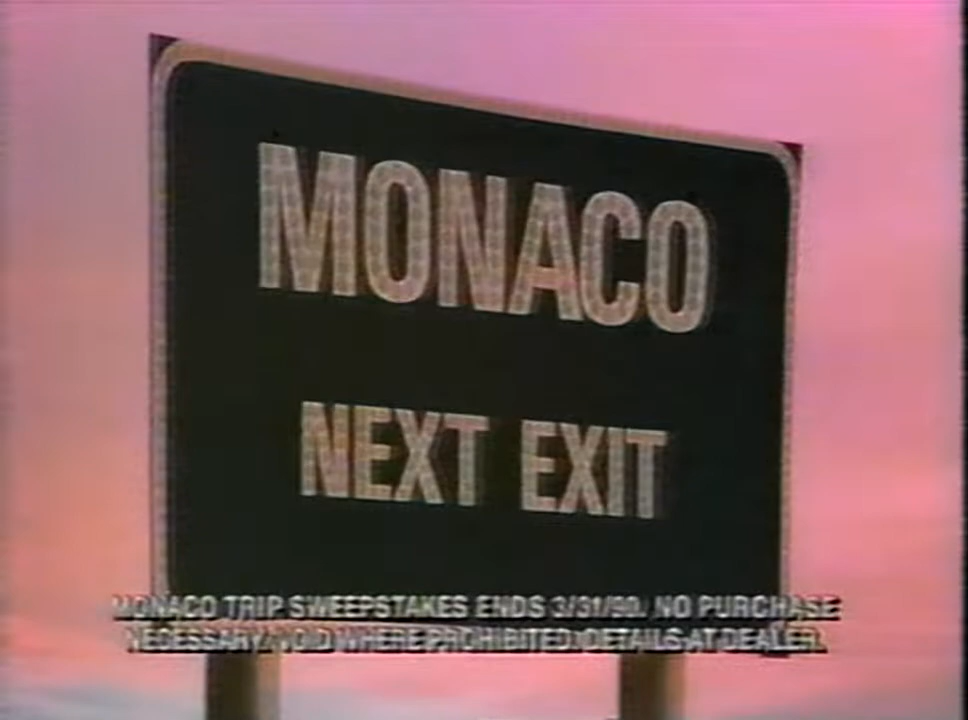 MONACO
NEXT EXIT
MONACO TRIP SWEEPSTAKES ENDS 3/31/90. NO PURCHASE
NECESSARY. VOID WHERE PROHIBITED. DETAILS AT DEALER.